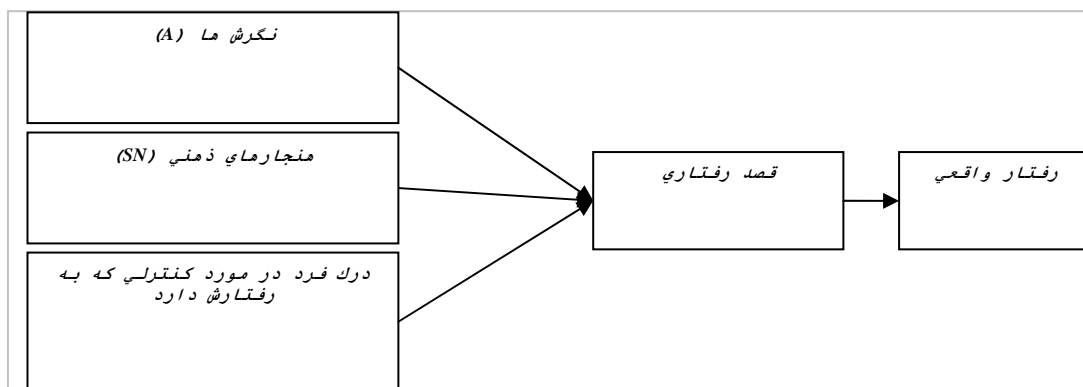 نگرش ها (A)
هنجارهاي ذهني (SN)
درك فرد در مورد كنترلي كه به
رفتارش دارد
قصد رفتاري
رفتار واقعي